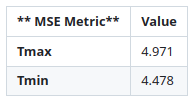 ** MSE Metric** Value
Tmax 4.971
Tmin 4.478